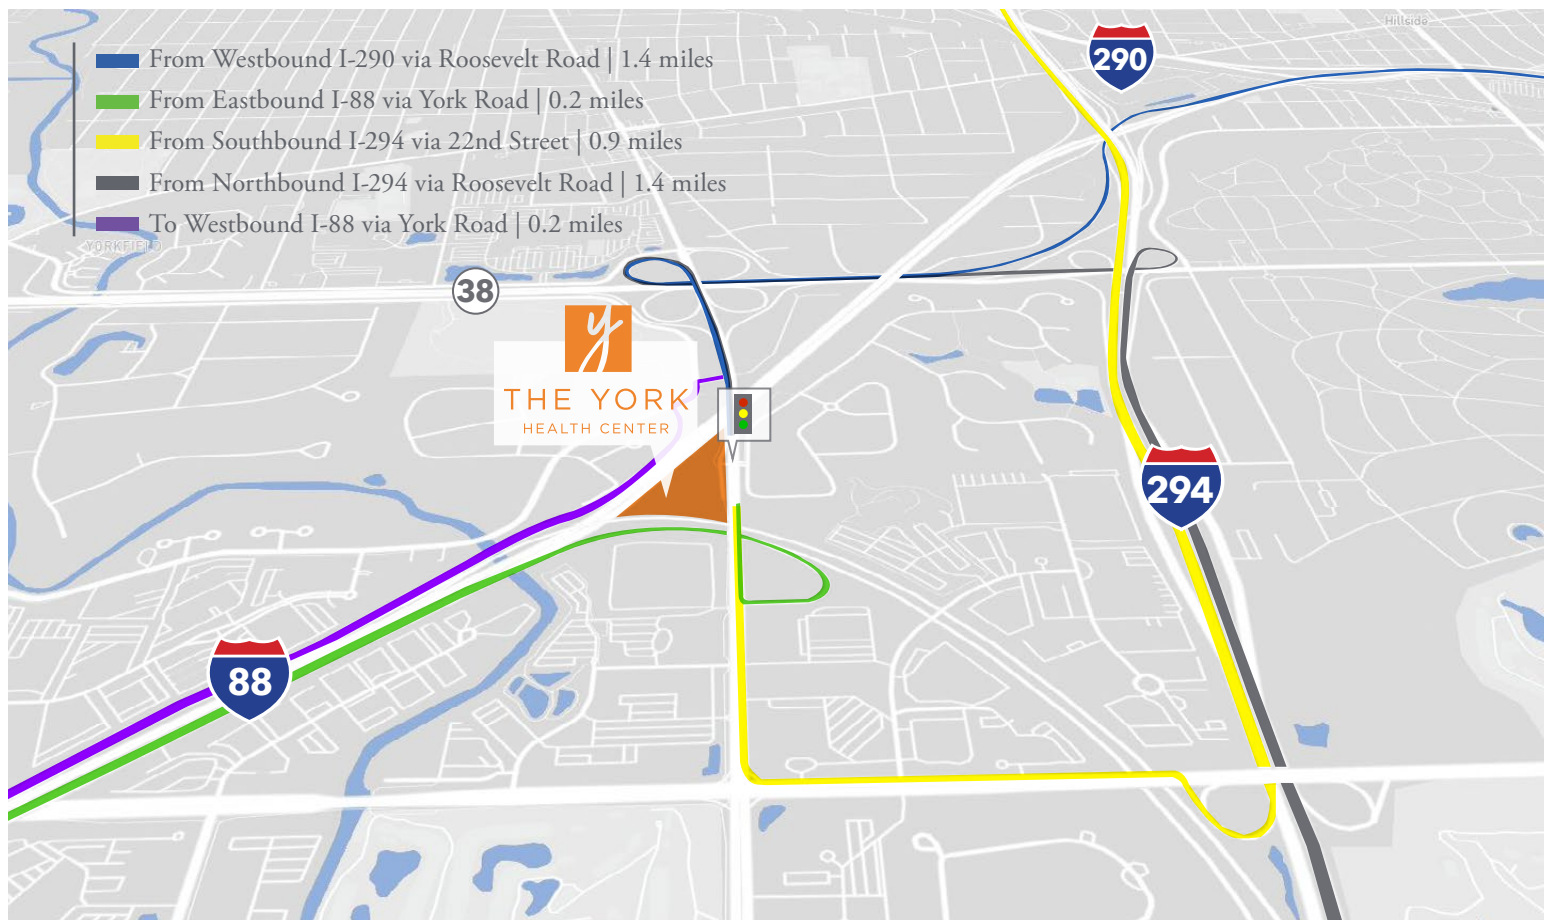 Hillside
290
From Westbound I-290 via Roosevelt Road | 1.4 miles
From Eastbound I-88 via York Road | 0.2 miles
From Southbound I-294 via 22nd Street | 0.9 miles
From Northbound I-294 via Roosevelt Road | 1.4 miles
To Westbound I-88 via York Road | 0.2 miles
YORKFIELD
38
y
THE YORK
HEALTH CENTER
294
88